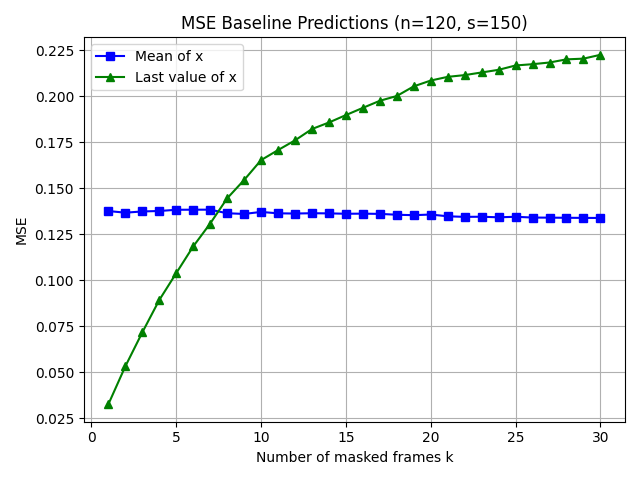 MSE Baseline Predictions (n=120, s=150)
Mean of x
Last value of x
MSE
0.225
0.200
0.175
0.150
0.125
0.100
0.075
0.050
0.025
0 5 10 15 20 25 30
Number of masked frames k